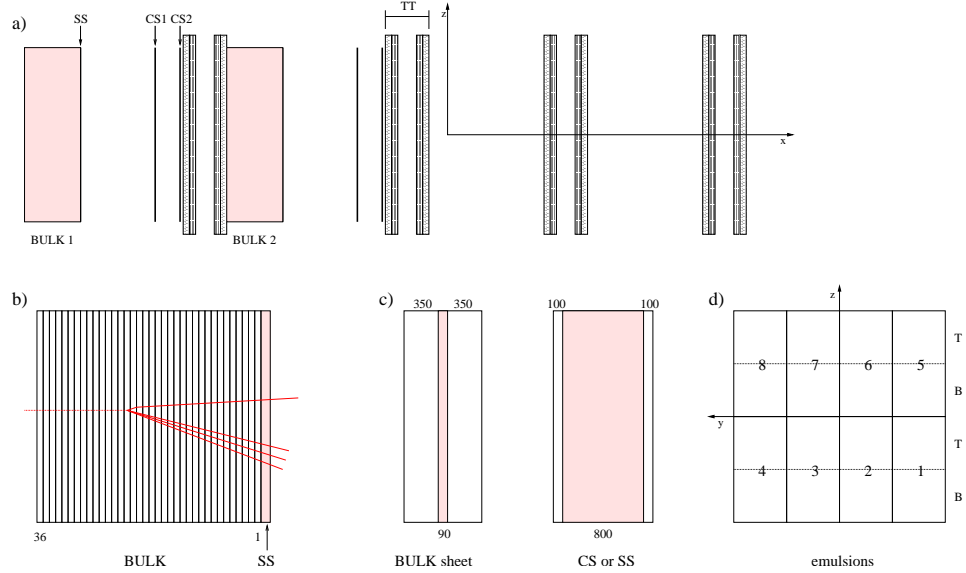 a)
SS
CS1 CS2
TT
z
x
BULK 1
BULK 2
b)
36
1
BULK
SS
c)
350 350
90
BULK sheet
100 100
800
CS or SS
d)
z
T
8 7 6 5
B
y
T
4 3 2 1
B
emulsions